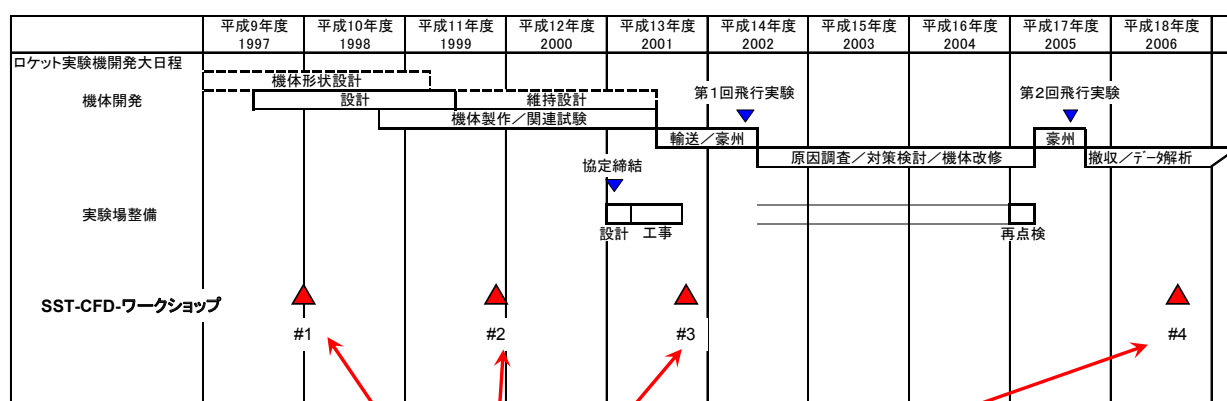 平成9年度 平成10年度 平成11年度 平成12年度 平成13年度 平成14年度 平成15年度 平成16年度 平成17年度 平成18年度
1997 1998 1999 2000 2001 2002 2003 2004 2005 2006
ロケット実験機開発大日程
機体形状設計
機体開発
設計
維持設計
第1回飛行実験
第2回飛行実験
機体製作/関連試験
輸送/豪州
豪州
原因調査/対策検討/機体改修
撤収/データ解析
協定締結
実験場整備
設計 工事
再点検
SST-CFD-ワークショップ
#1 #2 #3 #4